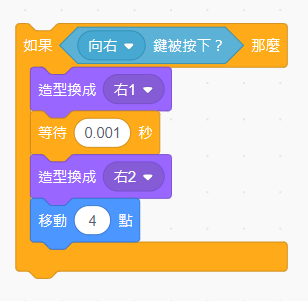 如果 向右 鍵被按下？ 那麼
造型換成 右1
等待 0.001 秒
造型換成 右2
移動 4 點